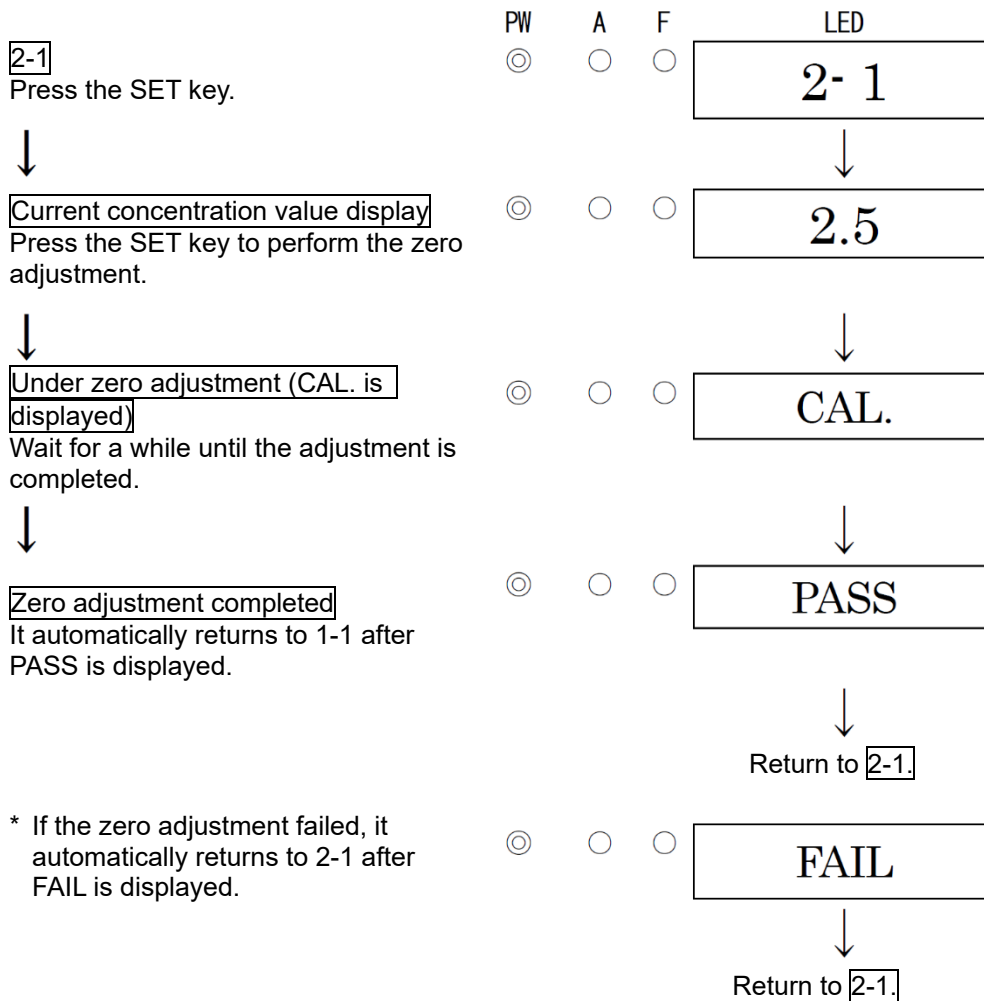 PW A F LED
2-1
Press the SET key.
2- 1
Current concentration value display
Press the SET key to perform the zero
adjustment.
2.5
Under zero adjustment (CAL. is
displayed)
Wait for a while until the adjustment is
completed.
CAL.
Zero adjustment completed
It automatically returns to 1-1 after
PASS is displayed.
PASS
Return to 2-1.
* If the zero adjustment failed, it
automatically returns to 2-1 after
FAIL is displayed.
FAIL
Return to 2-1.